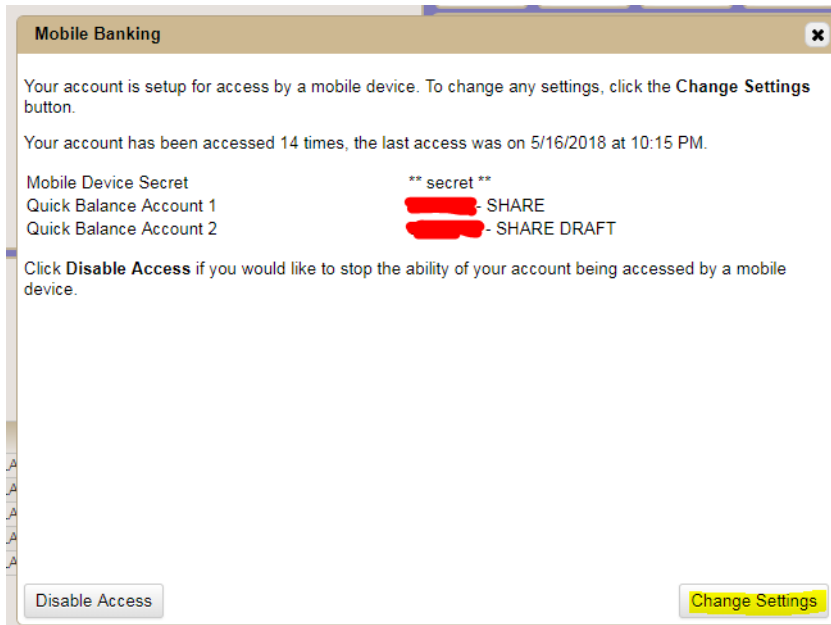 Mobile Banking
Your account is setup for access by a mobile device. To change any settings, click the Change Settings
button.
Your account has been accessed 14 times, the last access was on 5/16/2018 at 10:15 PM.
Mobile Device Secret ** secret **
Quick Balance Account 1 - SHARE
Quick Balance Account 2 - SHARE DRAFT
Click Disable Access if you would like to stop the ability of your account being accessed by a mobile
device.
Disable Access Change Settings